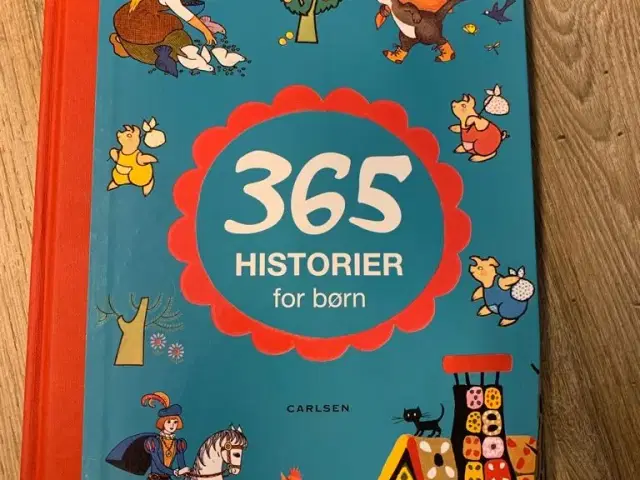 365
HISTORIER
for børn
CARLSEN